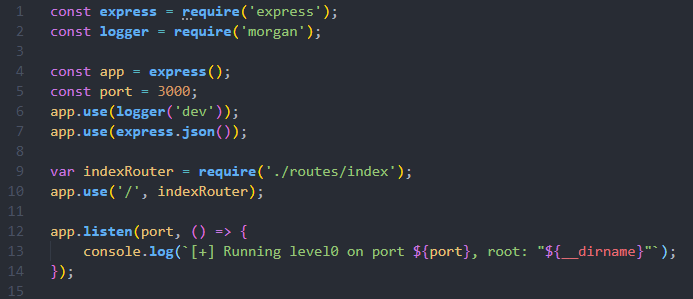 1 const express = require('express');
2 const logger = require('morgan');
3
4 const app = express();
5 const port = 3000;
6 app.use(logger('dev'));
7 app.use(express.json());
8
9 var indexRouter = require('./routes/index');
10 app.use('/', indexRouter);
11
12 app.listen(port, () => {
13     console.log(`[+] Running level0 on port ${port}, root: "${__dirname}"`);
14 });
15